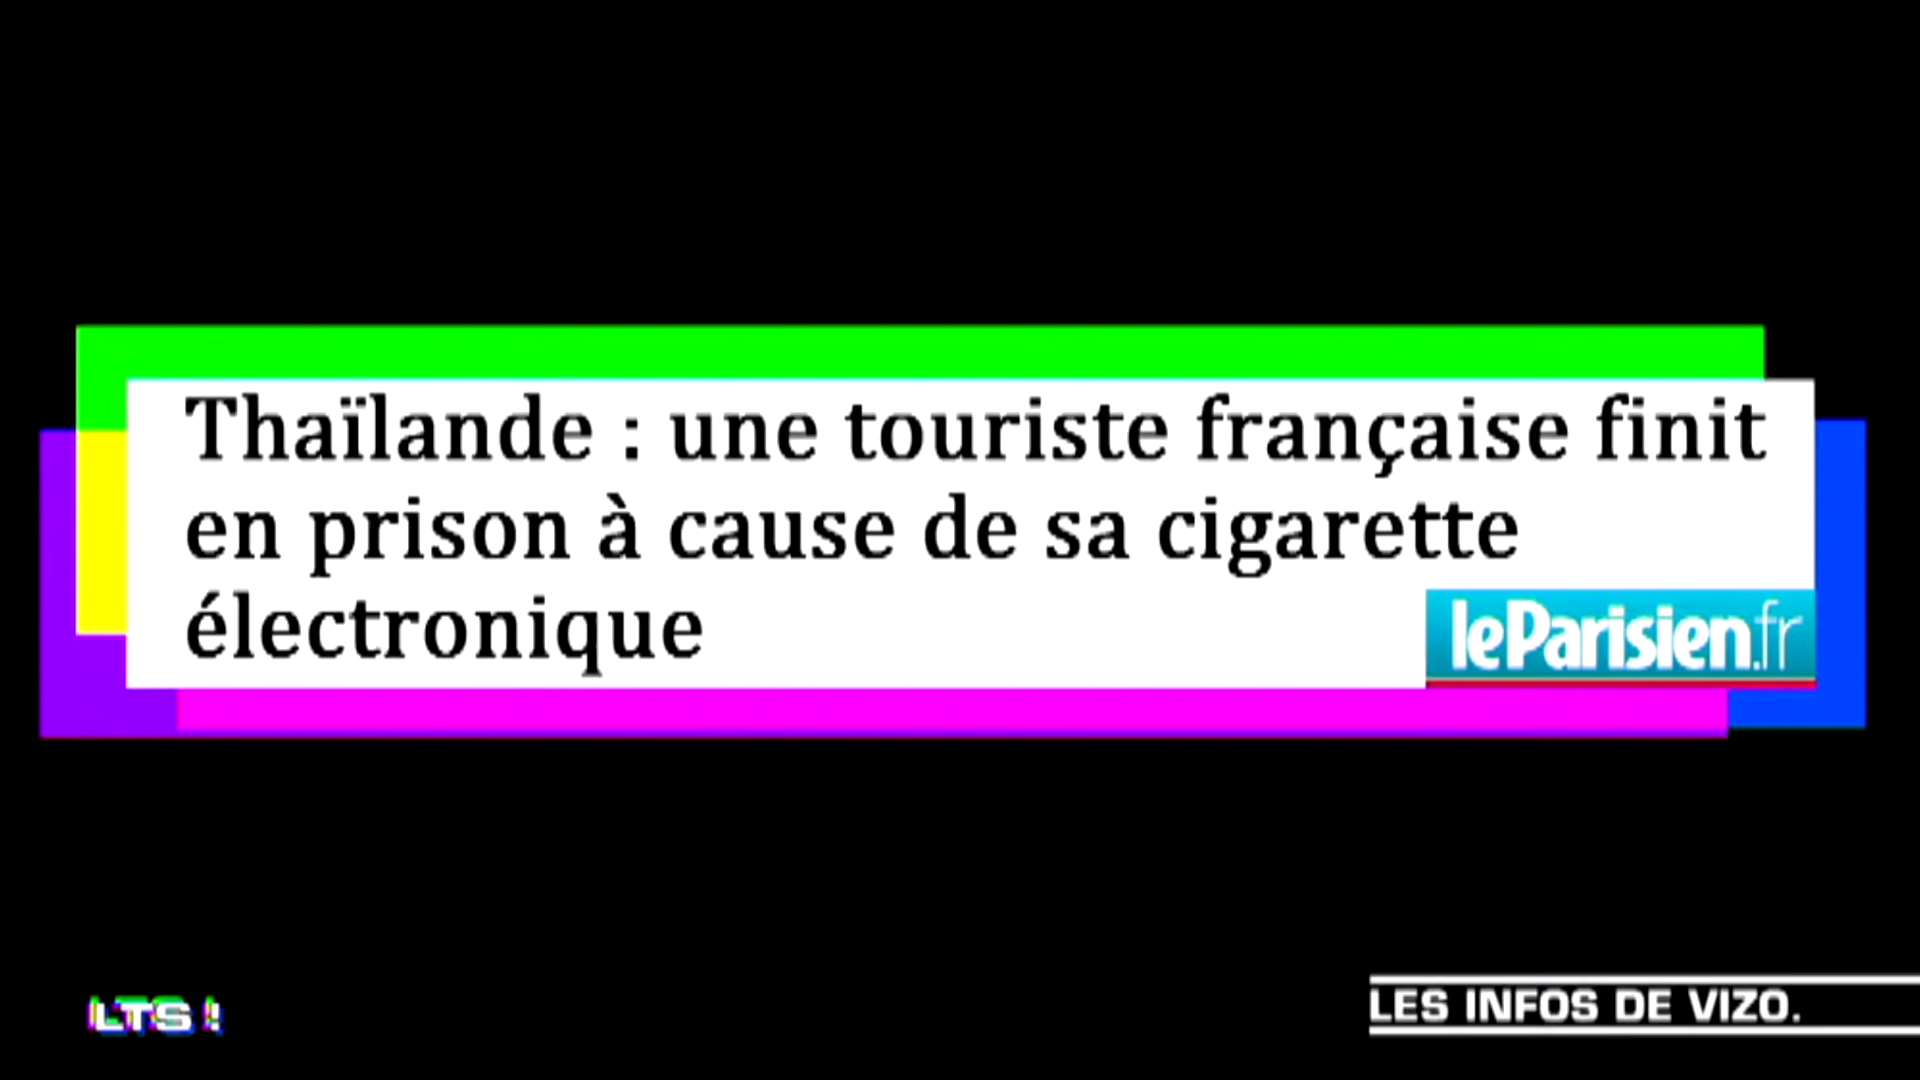 Thaïlande : une touriste française finit
en prison à cause de sa cigarette
électronique
leParisien.fr
LTS !
LES INFOS DE VIZO.